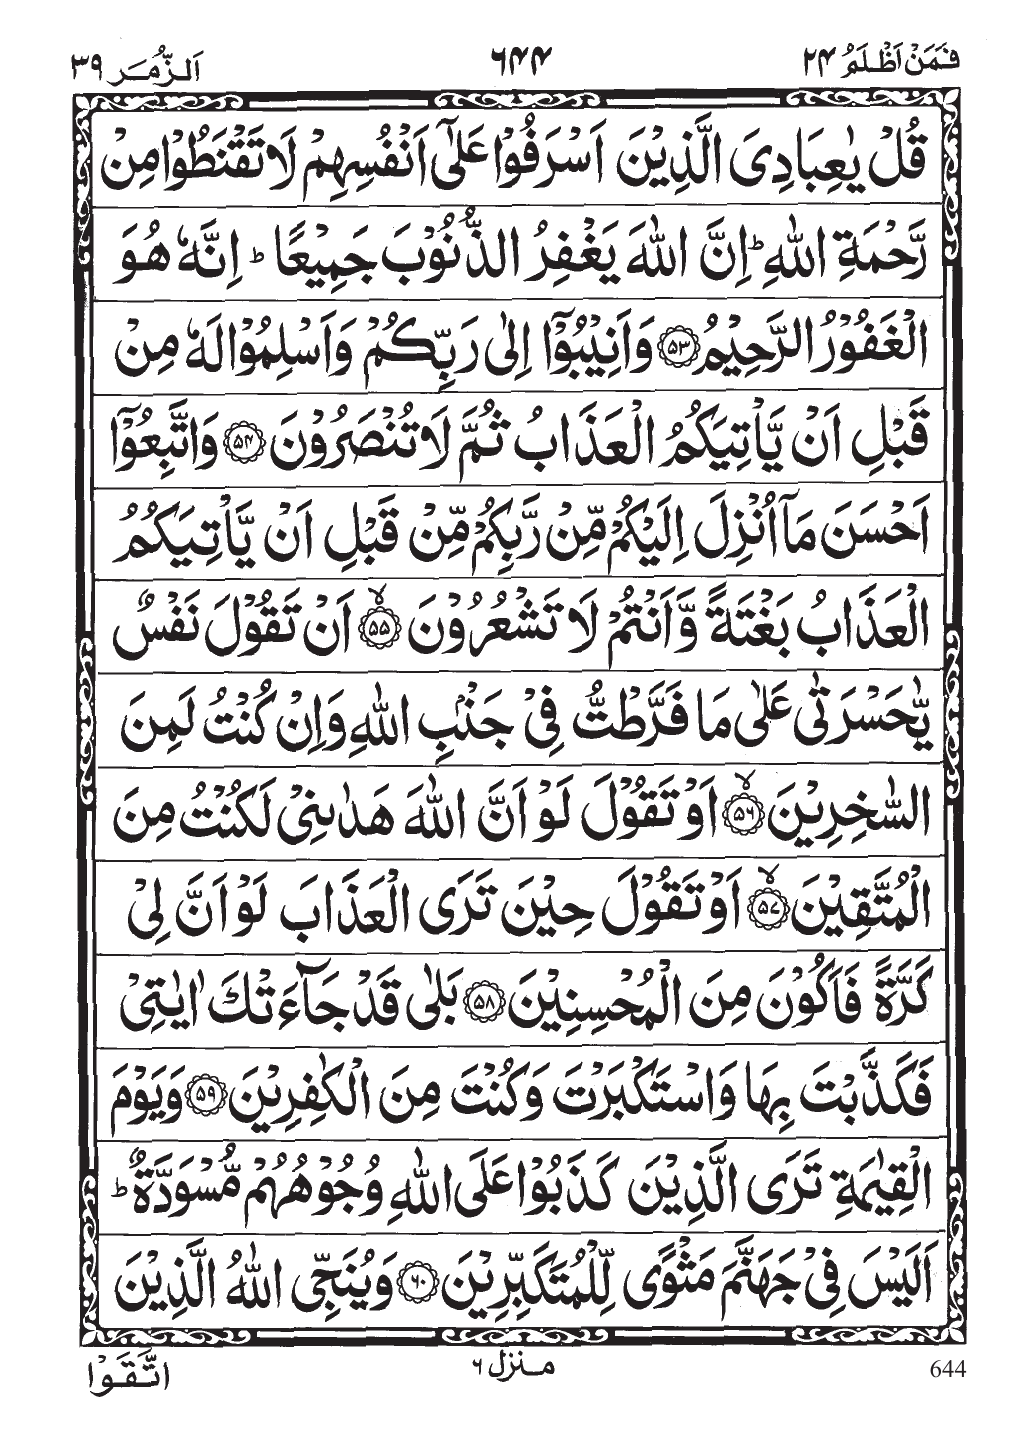 فَمَنْ اَظْلَمُ ۲۴ ۶۴۴ اَلزُّمَر ۳۹
قُلْ يٰعِبَادِىَ الَّذِيْنَ اَسْرَفُوْا عَلٰٓى اَنْفُسِهِمْ لَا تَقْنَطُوْا مِنْ
رَّحْمَةِ اللّٰهِ ؕ اِنَّ اللّٰهَ يَغْفِرُ الذُّنُوْبَ جَمِيْعًا ؕ اِنَّهٗ هُوَ
الْغَفُوْرُ الرَّحِيْمُ ﴿۵۳﴾ وَاَنِيْبُوْٓا اِلٰى رَبِّكُمْ وَاَسْلِمُوْا لَهٗ مِنْ
قَبْلِ اَنْ يَّاْتِيَكُمُ الْعَذَابُ ثُمَّ لَا تُنْصَرُوْنَ ﴿۵۴﴾ وَاتَّبِعُوْٓا
اَحْسَنَ مَآ اُنْزِلَ اِلَيْكُمْ مِّنْ رَّبِّكُمْ مِّنْ قَبْلِ اَنْ يَّاْتِيَكُمُ
الْعَذَابُ بَغْتَةً وَّاَنْتُمْ لَا تَشْعُرُوْنَ ﴿۵۵﴾ ۙ اَنْ تَقُوْلَ نَفْسٌ
يّٰحَسْرَتٰى عَلٰى مَا فَرَّطْتُّ فِىْ جَنْۢبِ اللّٰهِ وَاِنْ كُنْتُ لَمِنَ
السّٰخِرِيْنَ ﴿۵۶﴾ ۙ اَوْ تَقُوْلَ لَوْ اَنَّ اللّٰهَ هَدٰىنِىْ لَكُنْتُ مِنَ
الْمُتَّقِيْنَ ﴿۵۷﴾ ۙ اَوْ تَقُوْلَ حِيْنَ تَرَى الْعَذَابَ لَوْ اَنَّ لِىْ
كَرَّةً فَاَكُوْنَ مِنَ الْمُحْسِنِيْنَ ﴿۵۸﴾ بَلٰى قَدْ جَآءَتْكَ اٰيٰتِىْ
فَكَذَّبْتَ بِهَا وَاسْتَكْبَرْتَ وَكُنْتَ مِنَ الْكٰفِرِيْنَ ﴿۵۹﴾ وَيَوْمَ
الْقِيٰمَةِ تَرَى الَّذِيْنَ كَذَبُوْا عَلَى اللّٰهِ وُجُوْهُهُمْ مُّسْوَدَّةٌ ؕ
اَلَيْسَ فِىْ جَهَنَّمَ مَثْوًى لِّلْمُتَكَبِّرِيْنَ ﴿۶۰﴾ وَيُنَجِّى اللّٰهُ الَّذِيْنَ
644 منزل ۶ اتَّقَوْا